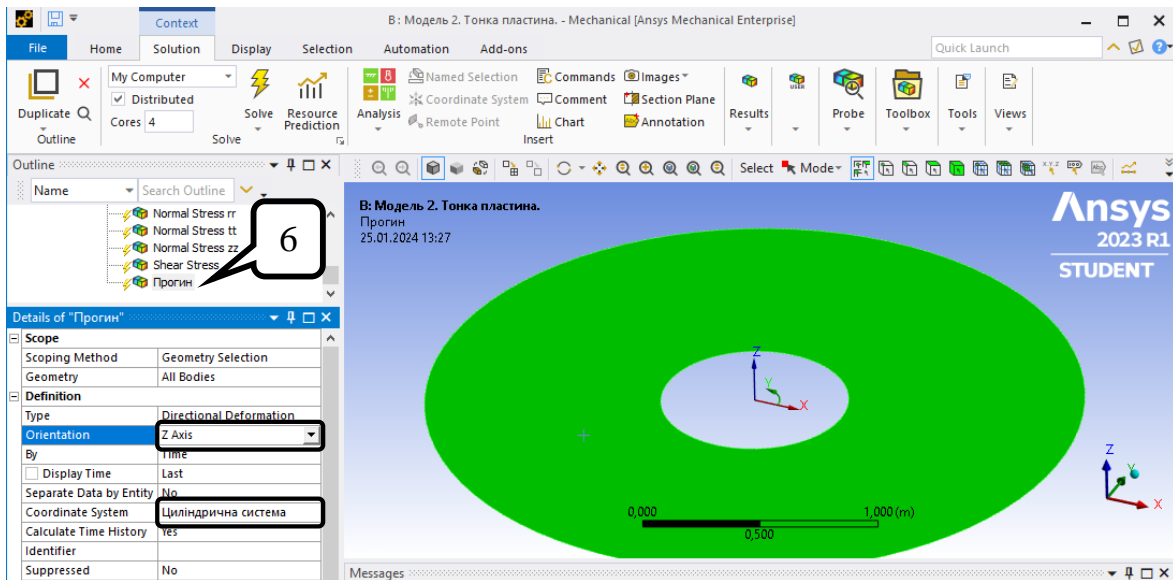 Context
B : Модель 2. Тонка пластина. - Mechanical [Ansys Mechanical Enterprise]
File Home Solution Display Selection Automation Add-ons Quick Launch
Duplicate
Outline
My Computer
Distributed
Cores 4
Solve
Resource Prediction
Solve
Analysis
Named Selection
Coordinate System
Remote Point
Commands
Comment
Chart
Images
Section Plane
Annotation
Insert
Results
USER
Probe
Toolbox
Tools
Views
Outline
Name
Search Outline
Select
Mode
Normal Stress rr
Normal Stress tt
Normal Stress zz
Shear Stress
Прогин
6
Details of "Прогин"
Scope
Scoping Method Geometry Selection
Geometry All Bodies
Definition
Type Directional Deformation
Orientation Z Axis
By Time
Display Time Last
Separate Data by Entity No
Coordinate System Циліндрична система
Calculate Time History Yes
Identifier
Suppressed No
B: Модель 2. Тонка пластина.
Прогин
25.01.2024 13:27
Ansys
2023 R1
STUDENT
Z
Y
X
Z
Y
X
0,000 1,000 (m)
0,500
Messages